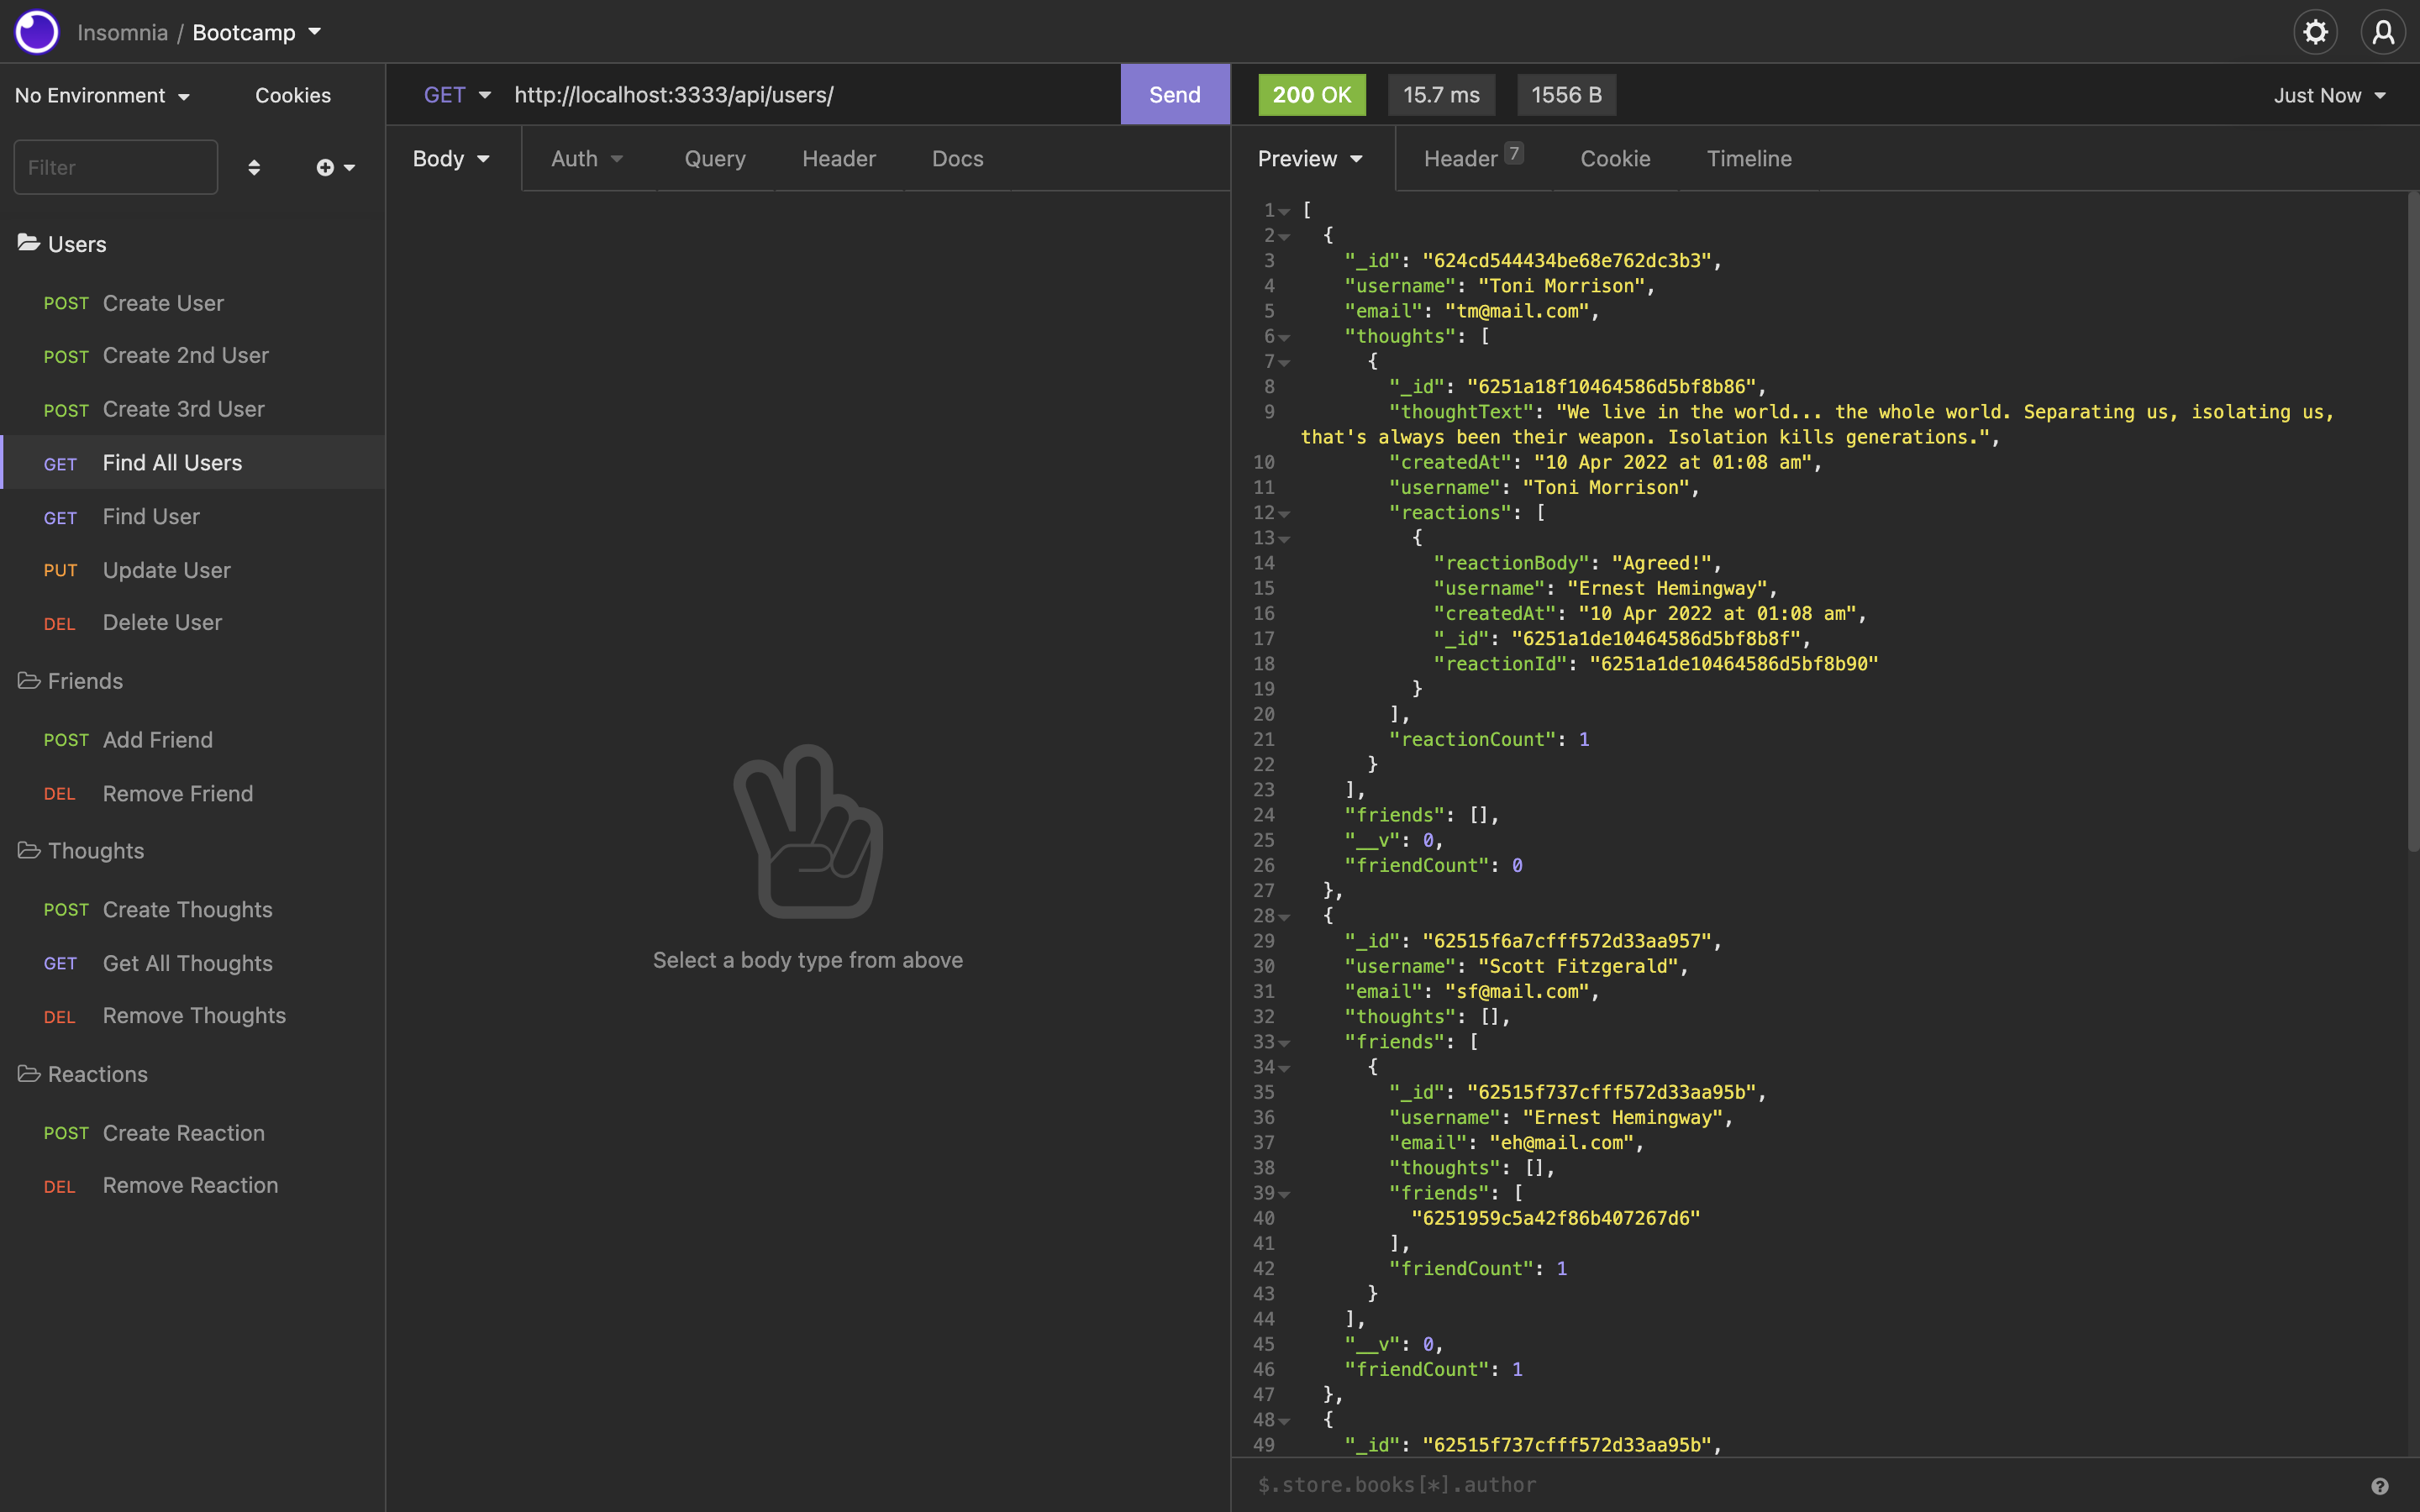 Insomnia / Bootcamp
No Environment Cookies
Filter
Users
POST Create User
POST Create 2nd User
POST Create 3rd User
GET Find All Users
GET Find User
PUT Update User
DEL Delete User
Friends
POST Add Friend
DEL Remove Friend
Thoughts
POST Create Thoughts
GET Get All Thoughts
DEL Remove Thoughts
Reactions
POST Create Reaction
DEL Remove Reaction
GET http://localhost:3333/api/users/ Send
Body Auth Query Header Docs
Select a body type from above
200 OK 15.7 ms 1556 B Just Now
Preview Header 7 Cookie Timeline
1 [
2 {
3 "_id": "624cd544434be68e762dc3b3",
4 "username": "Toni Morrison",
5 "email": "tm@mail.com",
6 "thoughts": [
7 {
8 "_id": "6251a18f10464586d5bf8b86",
9 "thoughtText": "We live in the world... the whole world. Separating us, isolating us,
that's always been their weapon. Isolation kills generations.",
10 "createdAt": "10 Apr 2022 at 01:08 am",
11 "username": "Toni Morrison",
12 "reactions": [
13 {
14 "reactionBody": "Agreed!",
15 "username": "Ernest Hemingway",
16 "createdAt": "10 Apr 2022 at 01:08 am",
17 "_id": "6251a1de10464586d5bf8b8f",
18 "reactionId": "6251a1de10464586d5bf8b90"
19 }
20 ],
21 "reactionCount": 1
22 }
23 ],
24 "friends": [],
25 "__v": 0,
26 "friendCount": 0
27 },
28 {
29 "_id": "62515f6a7cfff572d33aa957",
30 "username": "Scott Fitzgerald",
31 "email": "sf@mail.com",
32 "thoughts": [],
33 "friends": [
34 {
35 "_id": "62515f737cfff572d33aa95b",
36 "username": "Ernest Hemingway",
37 "email": "eh@mail.com",
38 "thoughts": [],
39 "friends": [
40 "6251959c5a42f86b407267d6"
41 ],
42 "friendCount": 1
43 }
44 ],
45 "__v": 0,
46 "friendCount": 1
47 },
48 {
49 "_id": "62515f737cfff572d33aa95b",
$.store.books[*].author